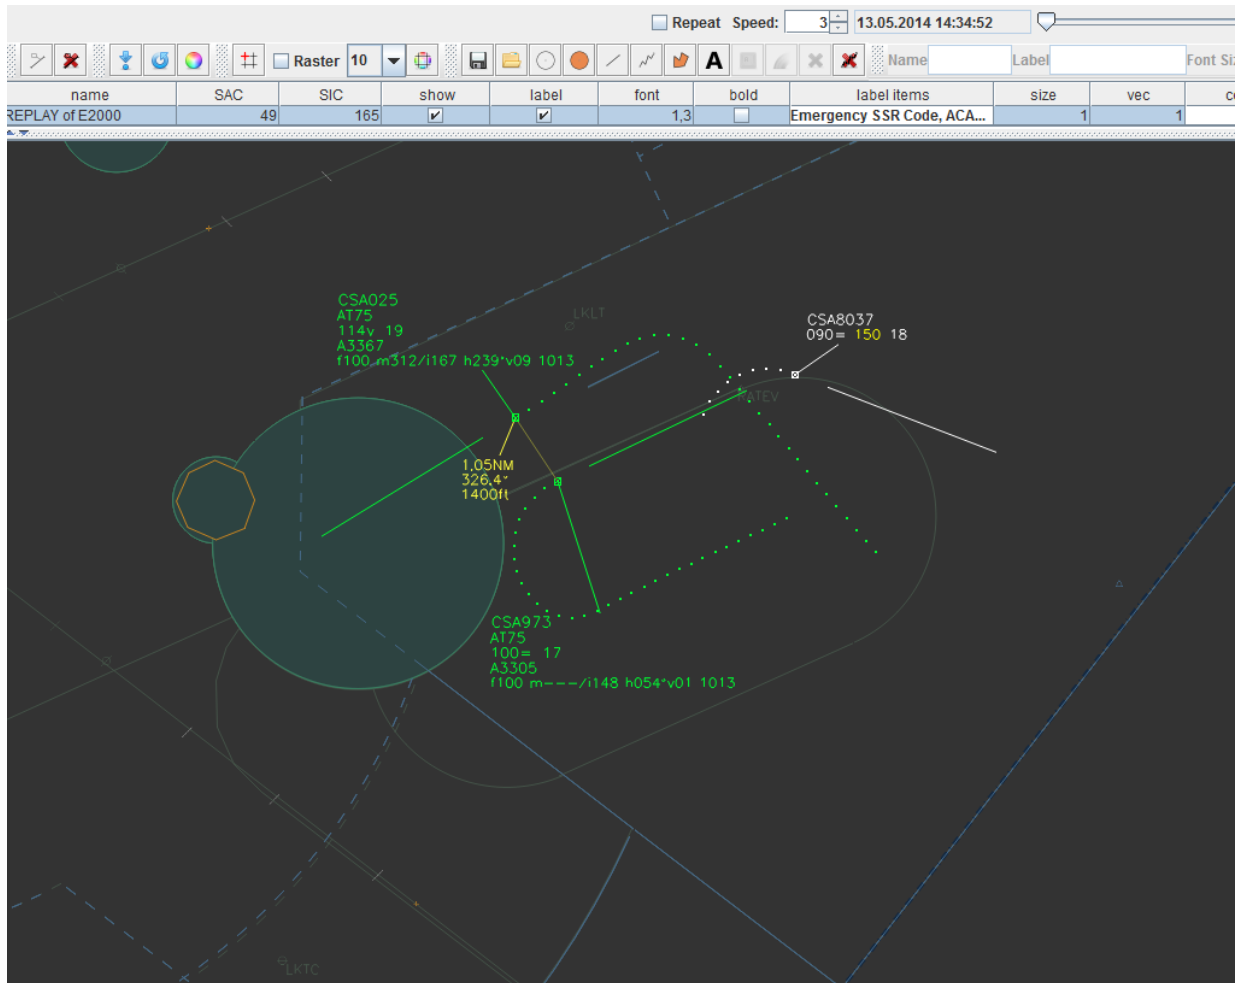 Repeat Speed: 3 13.05.2014 14:34:52
Raster 10 A Name Label Font Siz
name SAC SIC show label font bold label items size vec co
REPLAY of E2000 49 165 1,3 Emergency SSR Code, ACA... 1 1
CSA025
AT75
114v 19
A3367
f100 m312/i167 h239°v09 1013
LKLT
CSA8037
090= 150 18
RATEV
1.05NM
326.4°
1400ft
CSA973
AT75
100= 17
A3305
f100 m---/i148 h054°v01 1013
LKTC